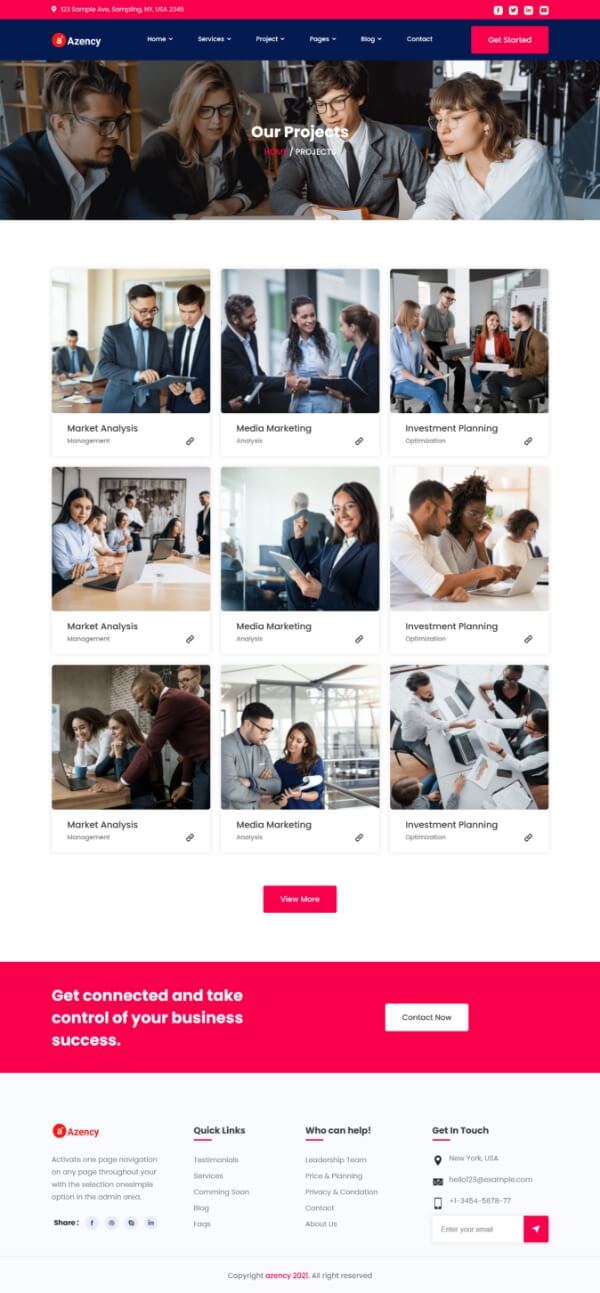 123 Sample Ave, Sampling, NY, USA 2345
Azency
Home
Services
Project
Pages
Blog
Contact
Get Started
Our Projects
HOME / PROJECTS
Market Analysis
Management
Media Marketing
Analysis
Investment Planning
Optimization
Market Analysis
Management
Media Marketing
Analysis
Investment Planning
Optimization
Market Analysis
Management
Media Marketing
Analysis
Investment Planning
Optimization
View More
Get connected and take
control of your business
success.
Contact Now
Azency
Activate one page navigation
on any page throughout your
with the selection onesimple
option in the admin area.
Share :
Quick Links
Testimonials
Services
Comming Soon
Blog
Faqs
Who can help!
Leadership Team
Price & Planning
Privacy & Condation
Contact
About Us
Get In Touch
New York, USA
hello123@example.com
+1-3454-5678-77
Enter your email
Copyright azency 2021. All right reserved